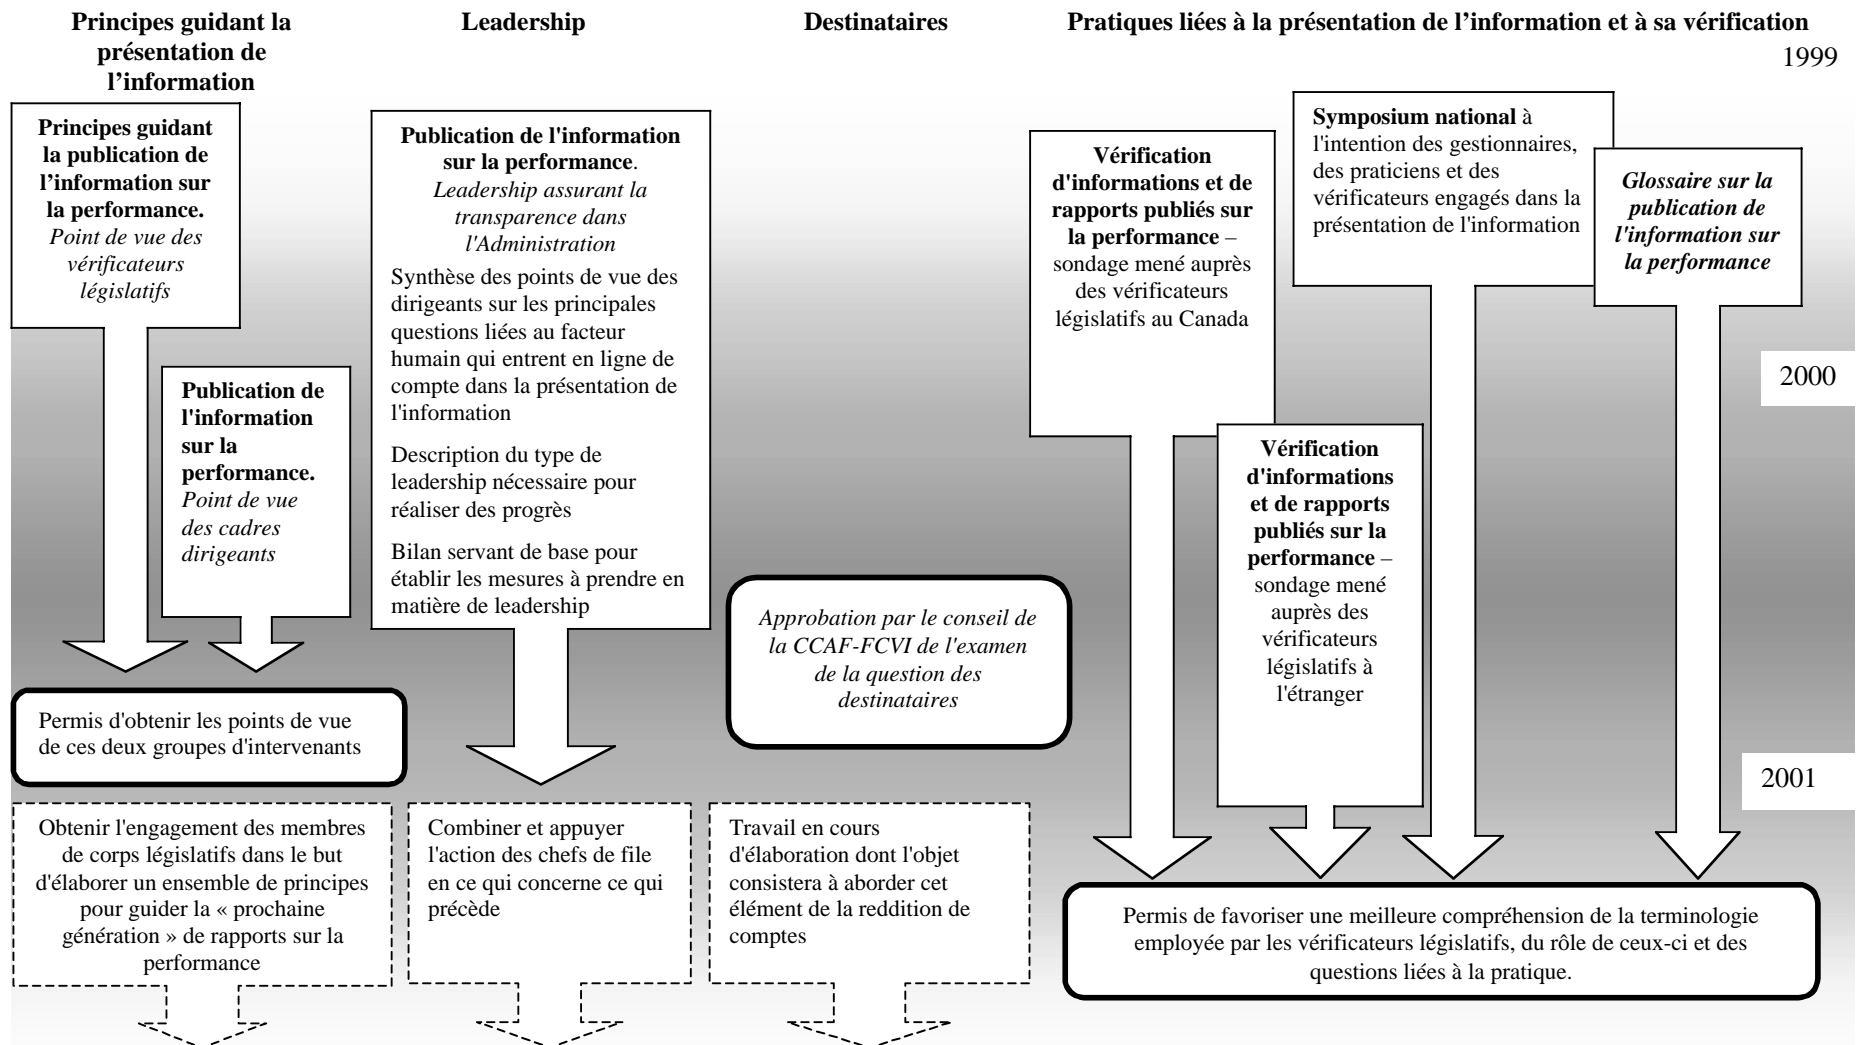 Principes guidant la
présentation de
l’information
Leadership
Destinataires
Pratiques liées à la présentation de l’information et à sa vérification
1999
Principes guidant
la publication de
l’information sur
la performance.
Point de vue des
vérificateurs
législatifs
Publication de
l'information
sur la
performance.
Point de vue
des cadres
dirigeants
Permis d'obtenir les points de vue
de ces deux groupes d'intervenants
Obtenir l'engagement des membres
de corps législatifs dans le but
d'élaborer un ensemble de principes
pour guider la « prochaine
génération » de rapports sur la
performance
Publication de l'information
sur la performance.
Leadership assurant la
transparence dans
l'Administration
Synthèse des points de vue des
dirigeants sur les principales
questions liées au facteur
humain qui entrent en ligne de
compte dans la présentation de
l'information
Description du type de
leadership nécessaire pour
réaliser des progrès
Bilan servant de base pour
établir les mesures à prendre en
matière de leadership
Combiner et appuyer
l'action des chefs de file
en ce qui concerne ce qui
précède
Approbation par le conseil de
la CCAF-FCVI de l'examen
de la question des
destinataires
Travail en cours
d'élaboration dont l'objet
consistera à aborder cet
élément de la reddition de
comptes
Vérification
d'informations et de
rapports publiés sur
la performance –
sondage mené auprès
des vérificateurs
législatifs au Canada
Vérification
d'informations
et de rapports
publiés sur la
performance –
sondage mené
auprès des
vérificateurs
législatifs à
l'étranger
Symposium national à
l'intention des gestionnaires,
des praticiens et des
vérificateurs engagés dans la
présentation de l'information
Glossaire sur la
publication de
l'information sur
la performance
2000
2001
Permis de favoriser une meilleure compréhension de la terminologie
employée par les vérificateurs législatifs, du rôle de ceux-ci et des
questions liées à la pratique.